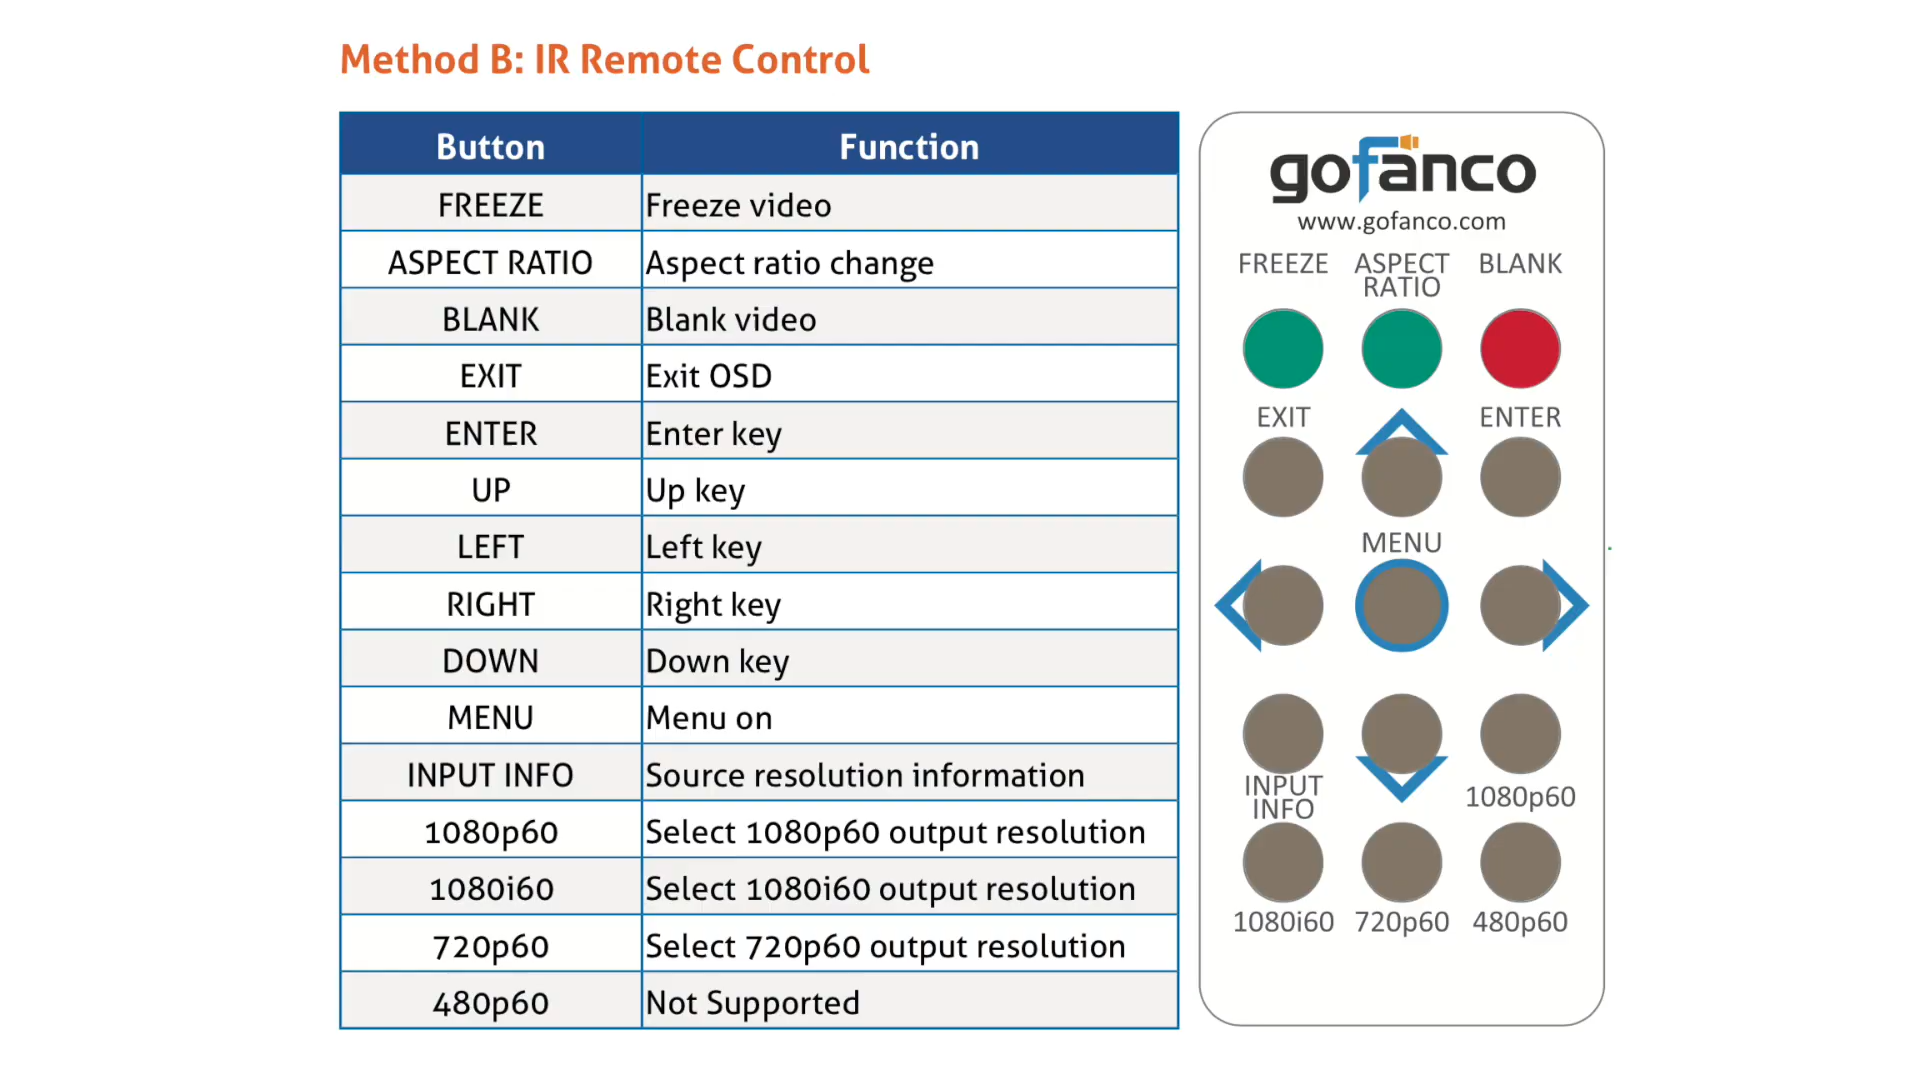 Method B: IR Remote Control
Button Function
FREEZE Freeze video
ASPECT RATIO Aspect ratio change
BLANK Blank video
EXIT Exit OSD
ENTER Enter key
UP Up key
LEFT Left key
RIGHT Right key
DOWN Down key
MENU Menu on
INPUT INFO Source resolution information
1080p60 Select 1080p60 output resolution
1080i60 Select 1080i60 output resolution
720p60 Select 720p60 output resolution
480p60 Not Supported
gofanco
www.gofanco.com
FREEZE ASPECT BLANK
RATIO
EXIT ENTER
MENU
INPUT
INFO 1080p60
1080i60 720p60 480p60